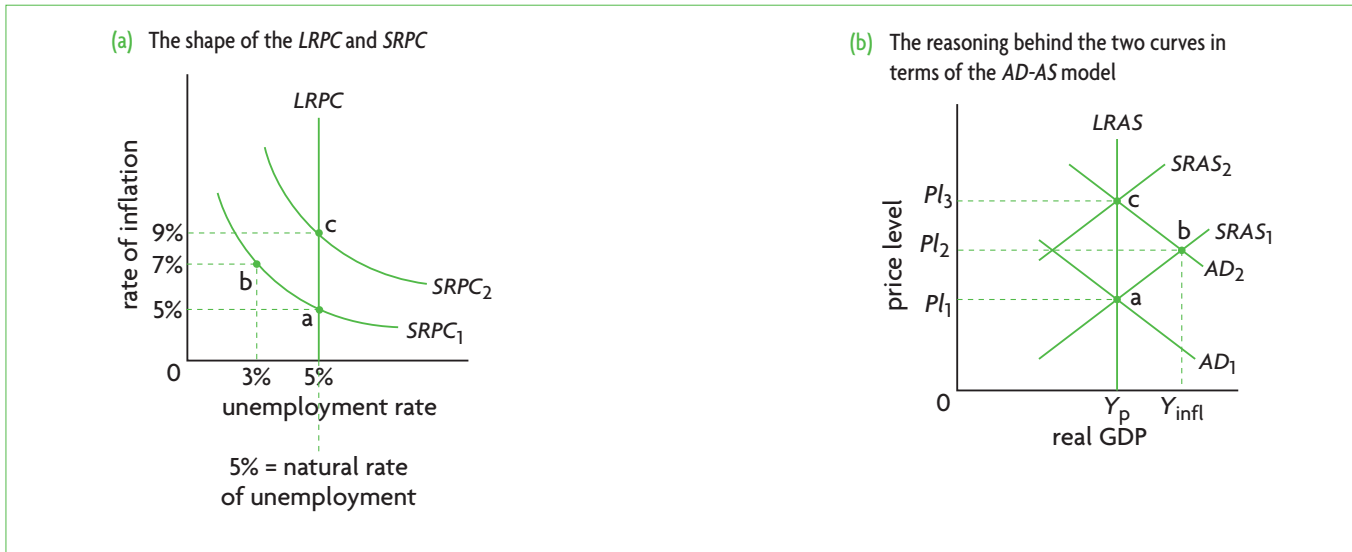 (a) The shape of the LRPC and SRPC
LRPC
rate of inflation
9%
7%
5%
c
b
a
SRPC2
SRPC1
0
3%
5%
unemployment rate
5% = natural rate
of unemployment
(b) The reasoning behind the two curves in
terms of the AD-AS model
LRAS
SRAS2
price level
Pl3
c
b
SRAS1
Pl2
AD2
Pl1
a
AD1
0
Yp
Yinfl
real GDP